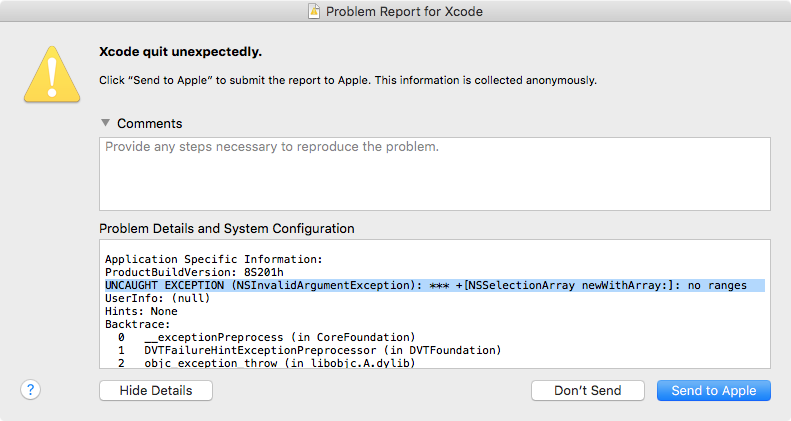 Problem Report for Xcode
Xcode quit unexpectedly.
Click “Send to Apple” to submit the report to Apple. This information is collected anonymously.
Comments
Provide any steps necessary to reproduce the problem.
Problem Details and System Configuration
Application Specific Information:
ProductBuildVersion: 8S201h
UNCAUGHT EXCEPTION (NSInvalidArgumentException): *** +[NSSelectionArray newWithArray:]: no ranges
UserInfo: (null)
Hints: None
Backtrace:
0 __exceptionPreprocess (in CoreFoundation)
1 DVTFailureHintExceptionPreprocessor (in DVTFoundation)
2 objc_exception_throw (in libobjc.A.dylib)
? Hide Details Don’t Send Send to Apple